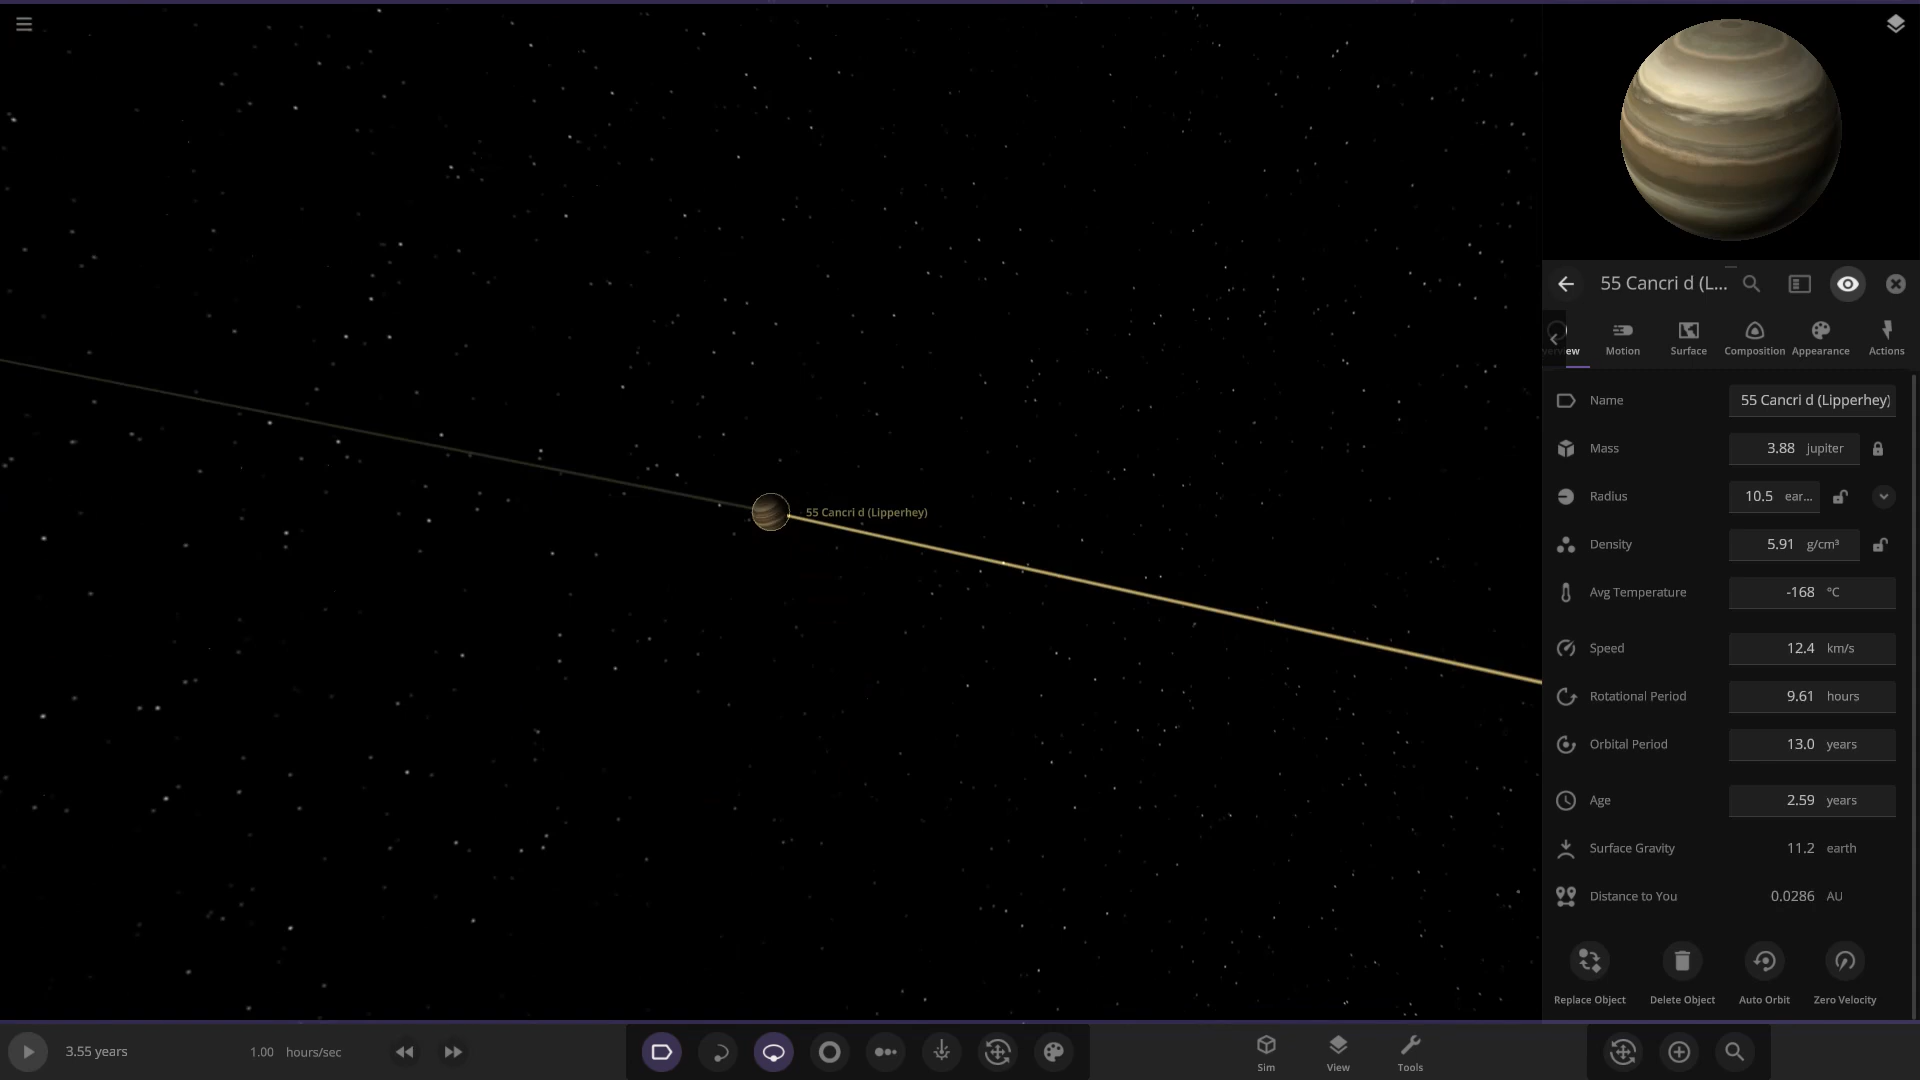 55 Cancri d (L...
ew
Motion
Surface
Composition
Appearance
Actions
Name
55 Cancri d (Lipperhey)
Mass
3.88 jupiter
Radius
10.5 ear...
Density
5.91 g/cm³
Avg Temperature
-168 °C
Speed
12.4 km/s
Rotational Period
9.61 hours
Orbital Period
13.0 years
Age
2.59 years
Surface Gravity
11.2 earth
Distance to You
0.0286 AU
Replace Object
Delete Object
Auto Orbit
Zero Velocity
55 Cancri d (Lipperhey)
3.55 years
1.00 hours/sec
Sim
View
Tools